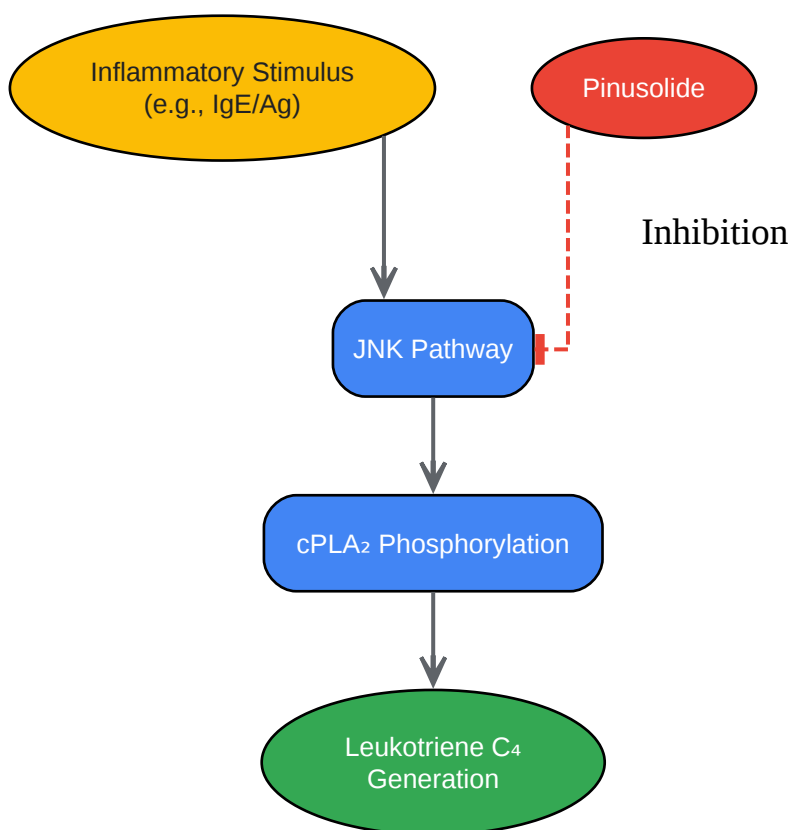 Inflammatory Stimulus
(e.g., IgE/Ag)
Pinusolide
Inhibition
JNK Pathway
cPLA₂ Phosphorylation
Leukotriene C₄
Generation